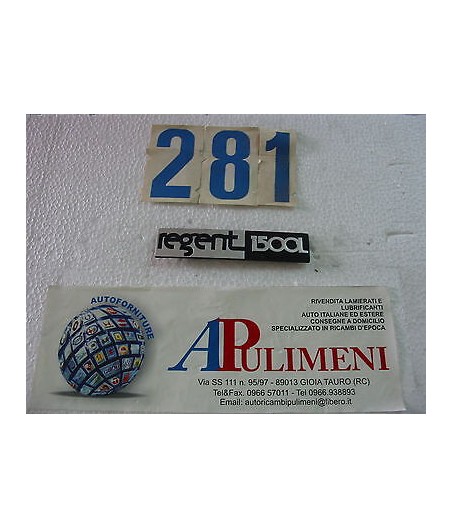 281
regent 1500L
AUTOFORNITURE
RIVENDITA LAMIERATI E
LUBRIFICANTI
AUTO ITALIANE ED ESTERE
CONSEGNE A DOMICILIO
SPECIALIZZATO IN RICAMBI D'EPOCA
APULIMENI
Via SS 111 n. 95/97 - 89013 GIOIA TAURO (RC)
Tel&Fax. 0966 57011 - Tel 0966.938893
Email: autoricambipulimeni@libero.it